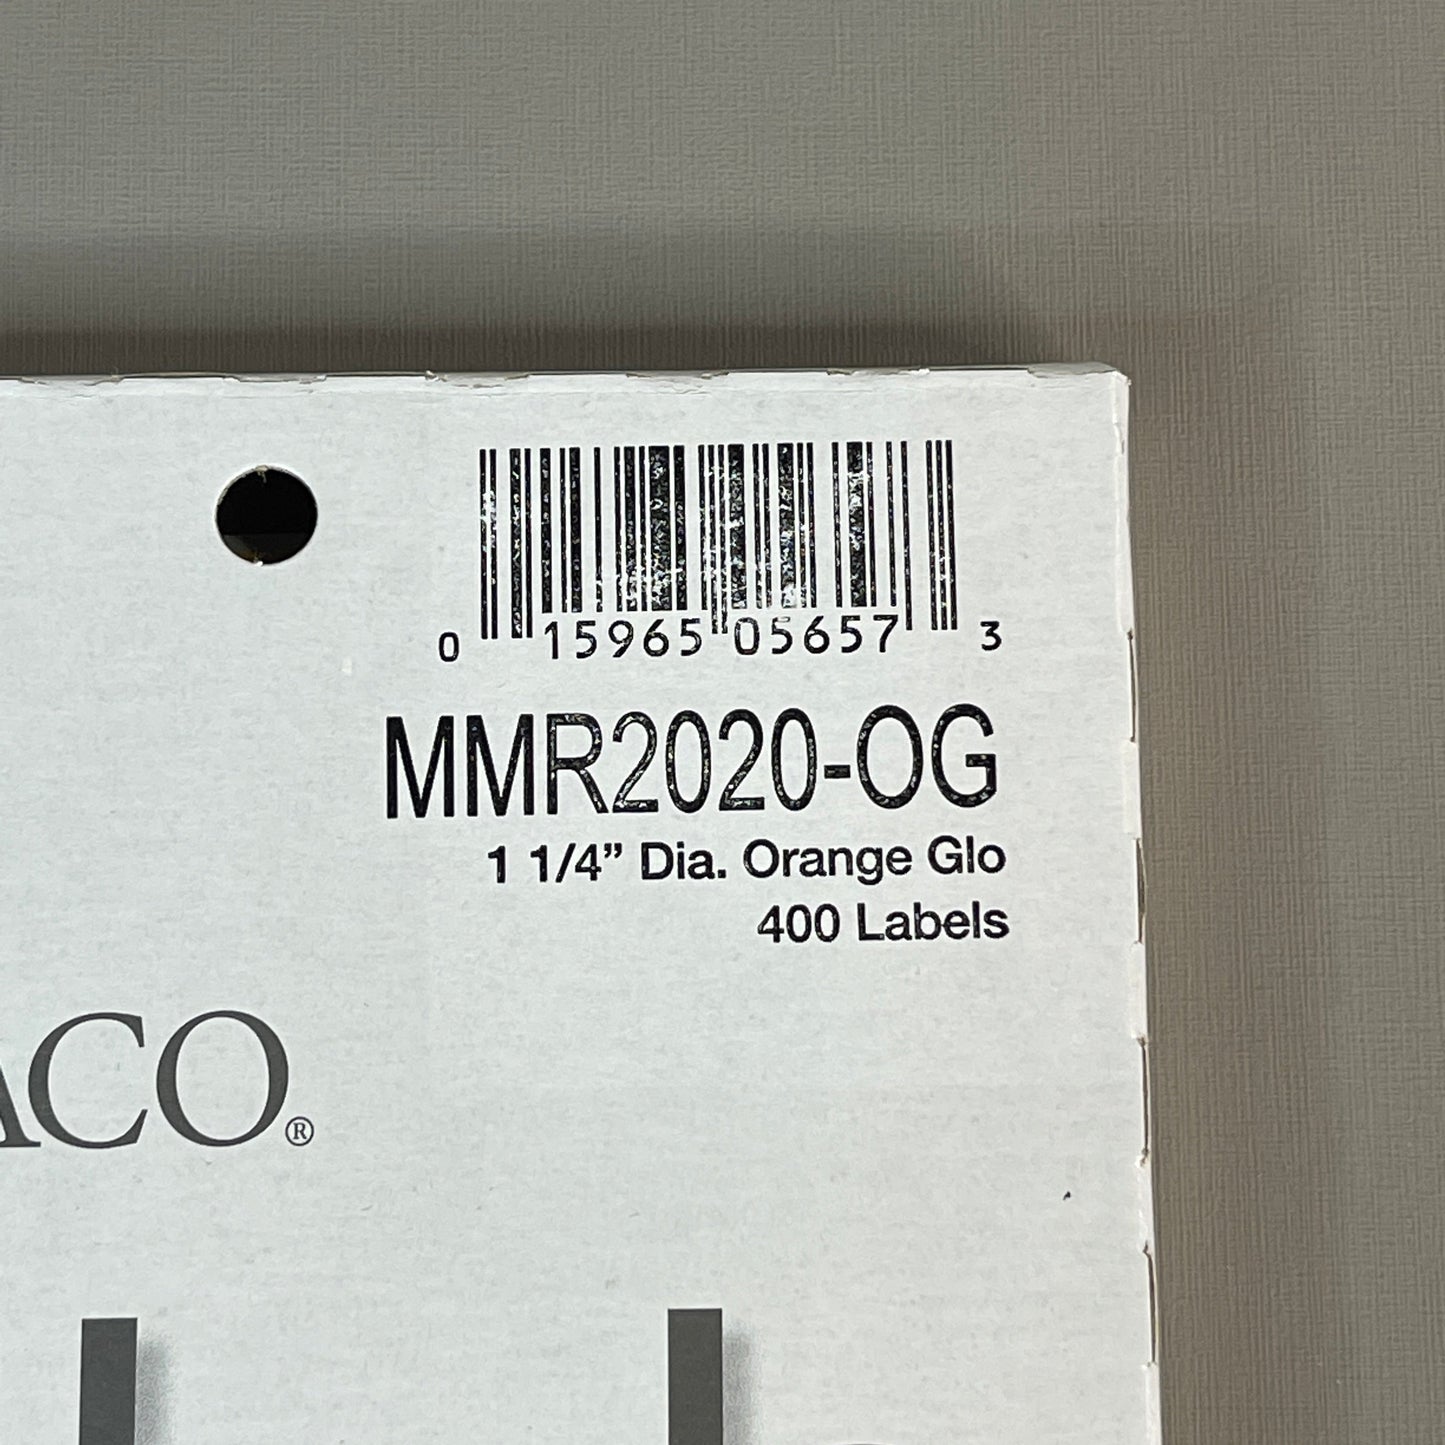 0 15965 05657 3
MMR2020-OG
1 1/4” Dia. Orange Glo
400 Labels
ACO®